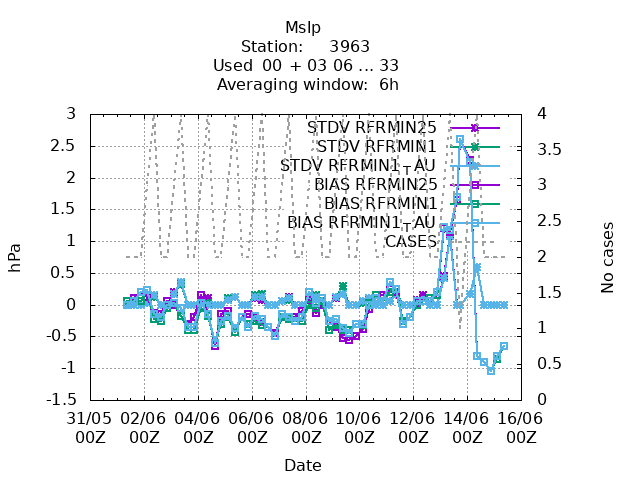 Mslp
Station: 3963
Used 00 + 03 06 ... 33
Averaging window: 6h
3
2.5
2
1.5
1
0.5
0
-0.5
-1
-1.5
hPa
STDV RFRMIN25
STDV RFRMIN1
STDV RFRMIN1_AU
BIAS RFRMIN25
BIAS RFRMIN1
BIAS RFRMIN1_AU
CASES
4
3.5
3
2.5
2
1.5
1
0.5
0
No cases
31/05 02/06 04/06 06/06 08/06 10/06 12/06 14/06 16/06
00Z 00Z 00Z 00Z 00Z 00Z 00Z 00Z 00Z
Date